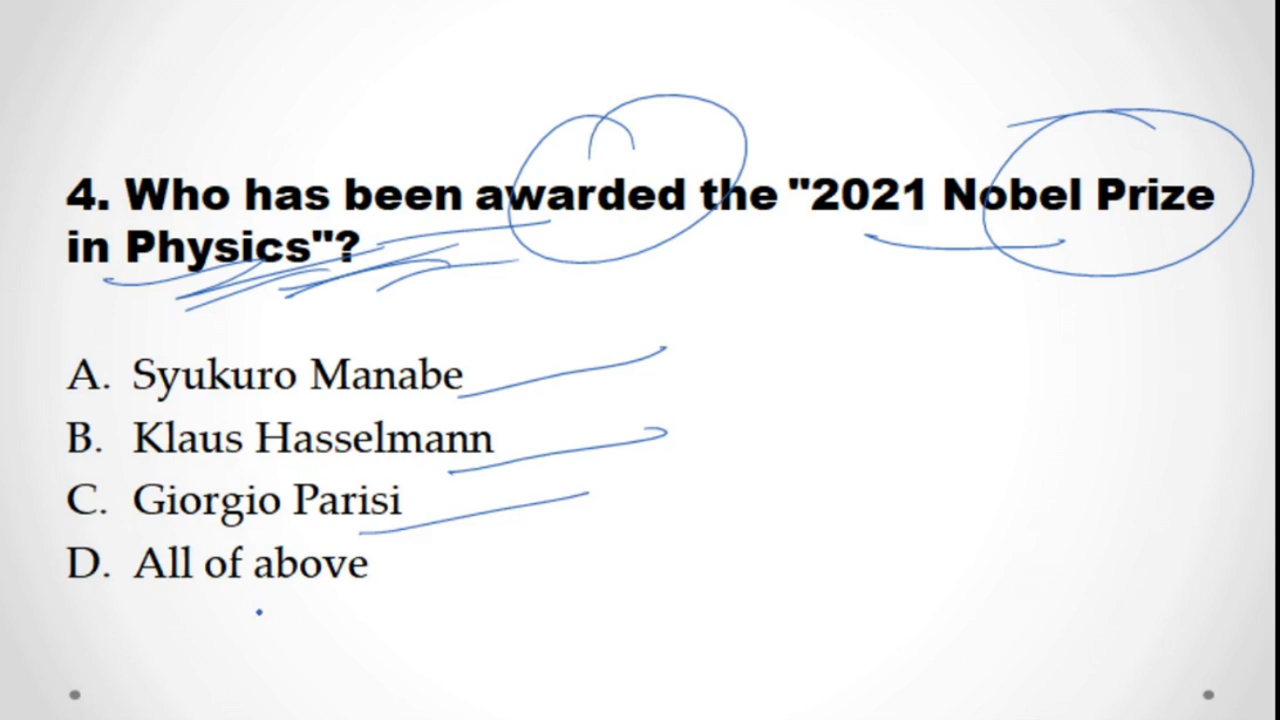 4. Who has been awarded the "2021 Nobel Prize
in Physics"?
A. Syukuro Manabe
B. Klaus Hasselmann
C. Giorgio Parisi
D. All of above